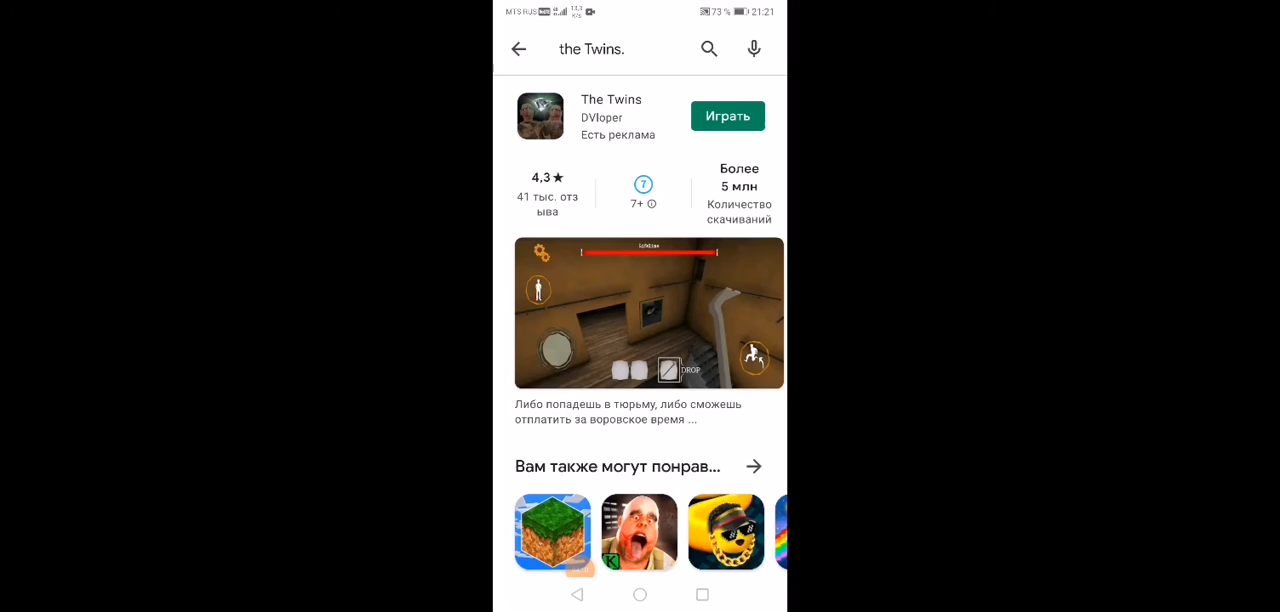 MTS RUS 13,3 K/s 73 % 21:21
the Twins.
The Twins
DVloper
Есть реклама
Играть
4,3★
41 тыс. отз
ыва
7
7+
Более
5 млн
Количество
скачиваний
DROP
Либо попадешь в тюрьму, либо сможешь
отплатить за воровское время ...
Вам также могут понрав...
K